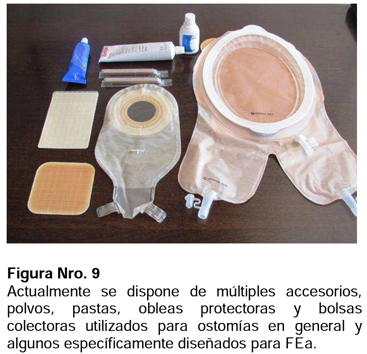 Figura Nro. 9
Actualmente se dispone de múltiples accesorios,
polvos, pastas, obleas protectoras y bolsas
colectoras utilizados para ostomías en general y
algunos específicamente diseñados para FEa.